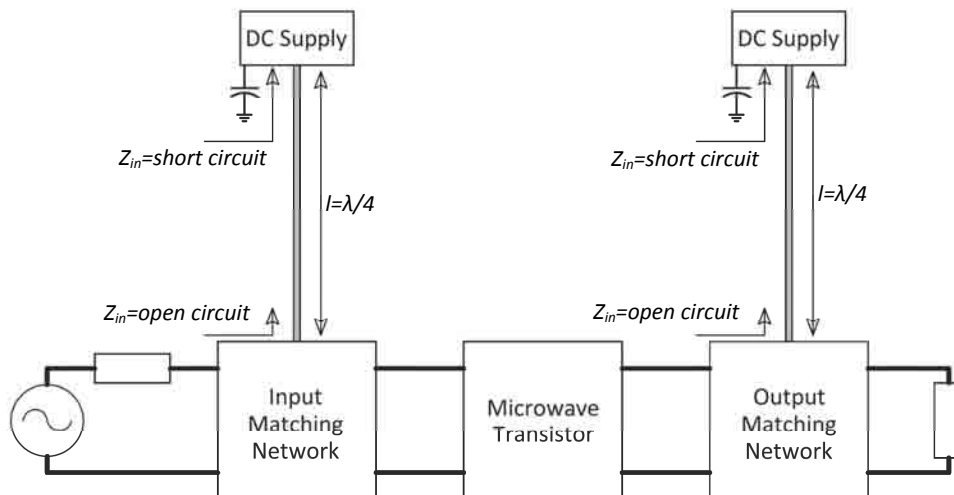 DC Supply
DC Supply
Zin=short circuit
Zin=short circuit
l=λ/4
l=λ/4
Zin=open circuit
Zin=open circuit
Input
Matching
Network
Microwave
Transistor
Output
Matching
Network